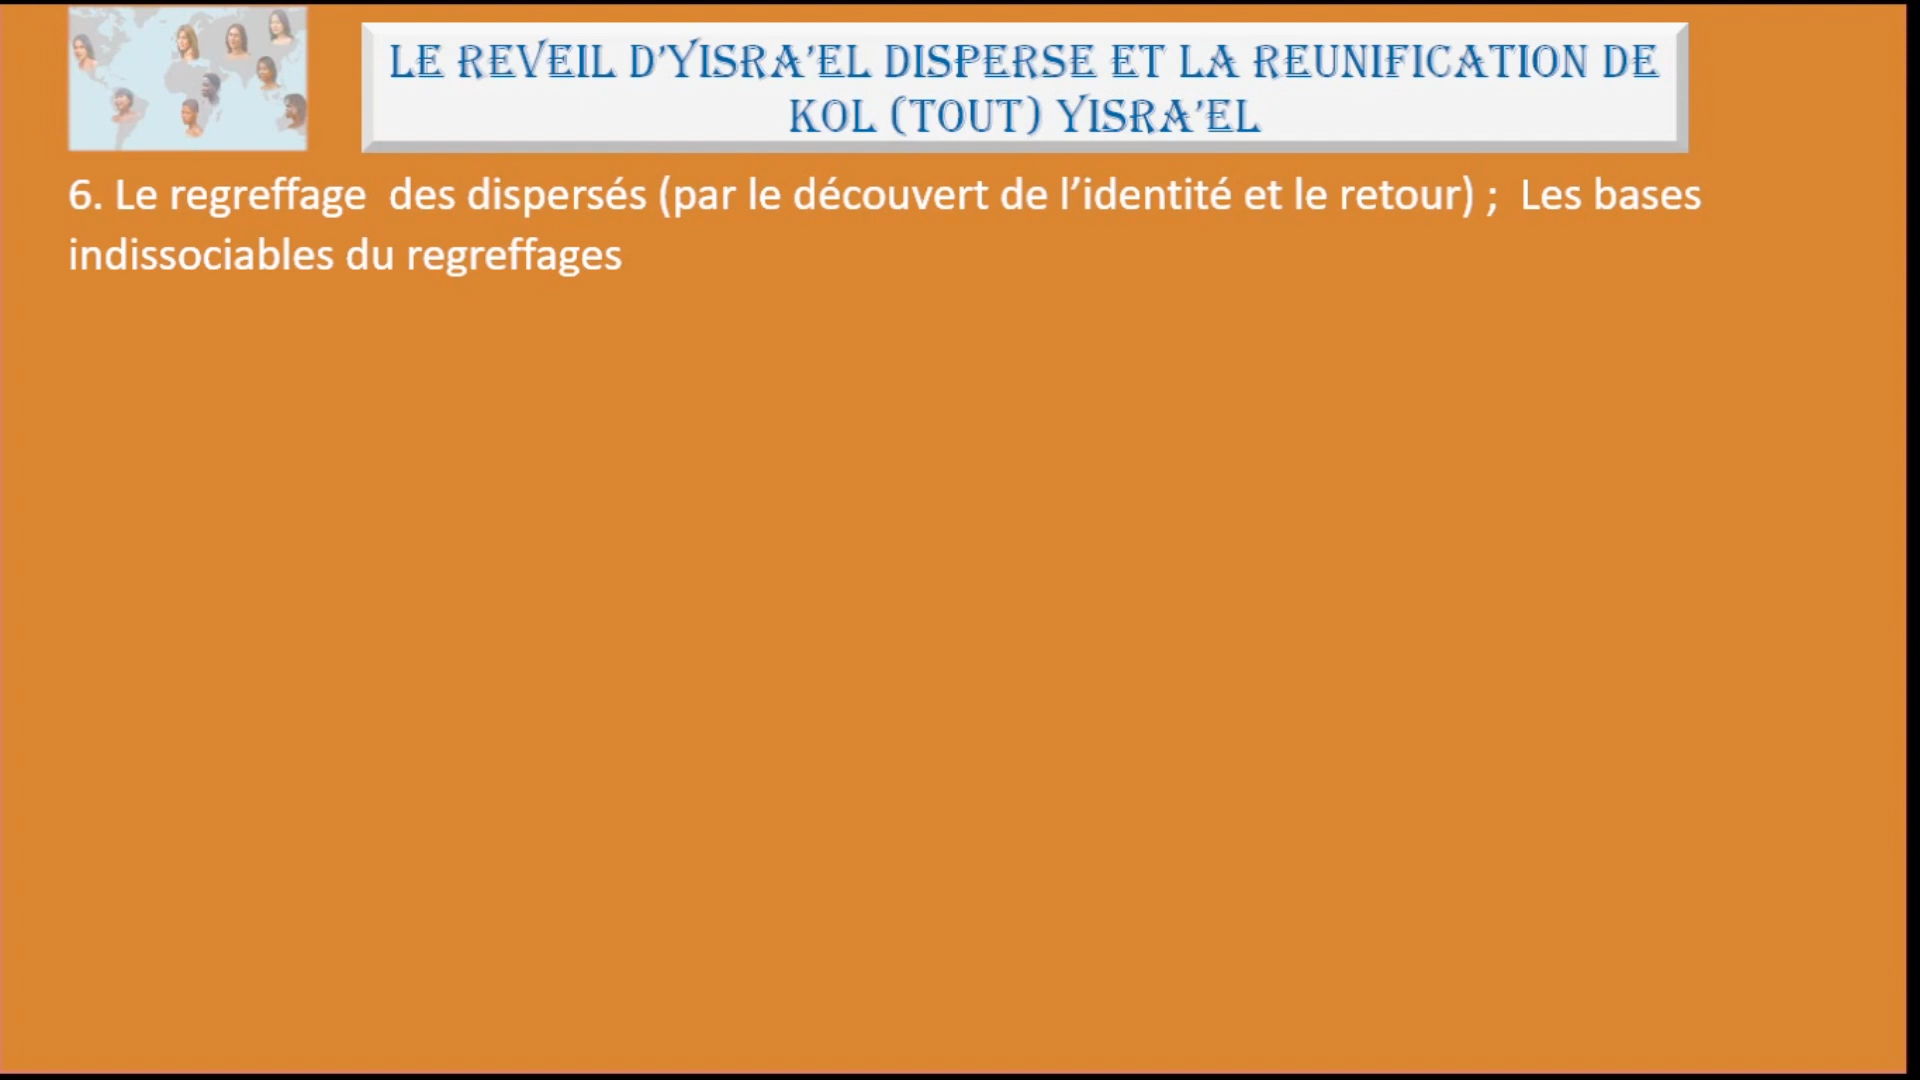 LE REVEIL D’YISRA’EL DISPERSE ET LA REUNIFICATION DE
KOL (TOUT) YISRA’EL
6. Le regreffage des dispersés (par le découvert de l’identité et le retour) ; Les bases
indissociables du regreffages